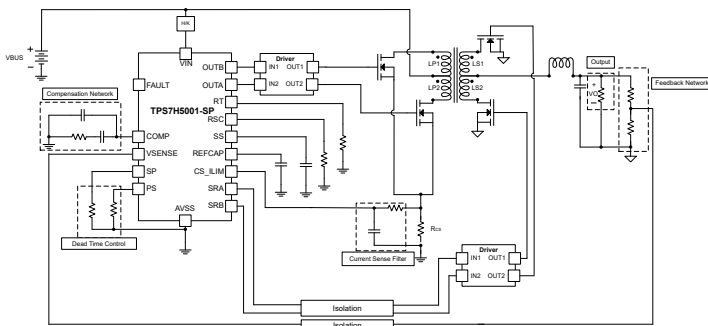 H/K
VBUS
+
–
VIN
OUTB
OUTA
RT
RSC
SS
REFCAP
CS_ILIM
SRA
SRB
FAULT
TPS7H5001-SP
COMP
VSENSE
SP
PS
AVSS
Compensation Network
Dead Time Control
Driver
IN1 OUT1
IN2 OUT2
LP1
LS1
LP2
LS2
Output
+
VO
Feedback Network
Current Sense Filter
RCS
Driver
IN1 OUT1
IN2 OUT2
Isolation
Isolation